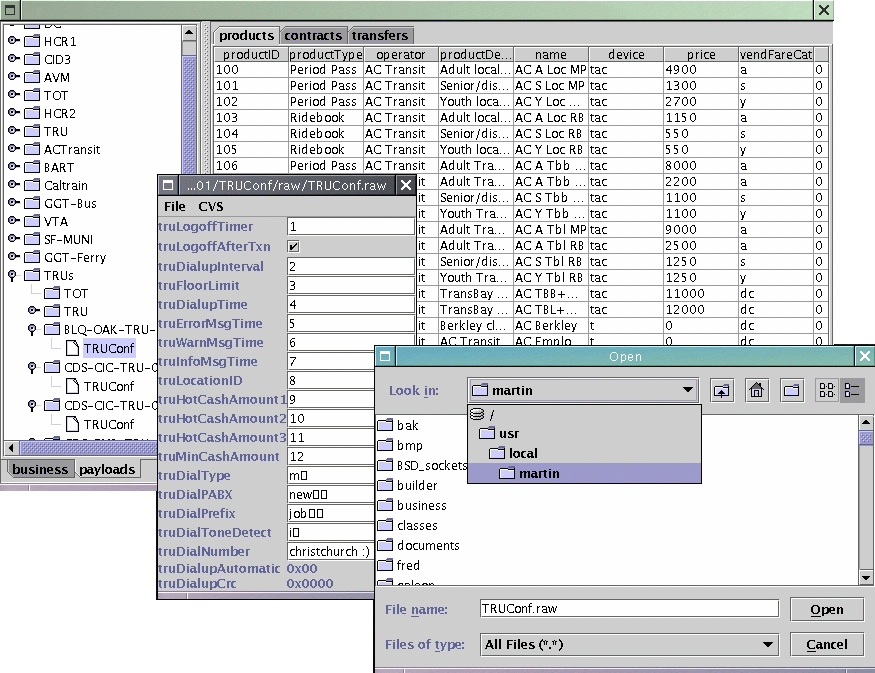 products contracts transfers
productID productType operator productDe... name device price vendFareCat
100 Period Pass AC Transit Adult local... AC A Loc MP tac 4900 a 0
101 Period Pass AC Transit Senior/dis... AC S Loc MP tac 1300 s 0
102 Period Pass AC Transit Youth loca... AC Y Loc ... tac 2700 y 0
103 Ridebook AC Transit Adult local... AC A Loc RB tac 1150 a 0
104 Ridebook AC Transit Senior/dis... AC S Loc RB tac 550 s 0
105 Ridebook AC Transit Youth loca... AC Y Loc RB tac 550 y 0
106 Period Pass AC Transit Adult Tra... AC A Tbb ... tac 8000 a 0
it Adult Tra... AC A Tbb ... tac 2200 a 0
it Senior/dis... AC S Tbb ... tac 1100 s 0
it Youth Tra... AC Y Tbb ... tac 1100 y 0
it Adult Tra... AC A Tbl MP tac 9000 a 0
it Adult Tra... AC A Tbl RB tac 2500 a 0
it Senior/dis... AC S Tbl RB tac 1250 s 0
it Youth Tra... AC Y Tbl RB tac 1250 y 0
it TransBay ... AC TBB+... tac 11000 dc 0
it TransBay ... AC TBL+... tac 12000 dc 0
it Berkley cl... AC Berkley t 0 dc 0
it AC Transit AC Emplo t 0 dc 0
HCR1
CID3
AVM
TOT
HCR2
TRU
ACTransit
BART
Caltrain
GGT-Bus
VTA
SF-MUNI
GGT-Ferry
TRUs
TOT
TRU
BLQ-OAK-TRU-
TRUConf
CDS-CIC-TRU-
TRUConf
CDS-CIC-TRU-
TRUConf
business payloads
...01/TRUConf/raw/TRUConf.raw
File CVS
truLogoffTimer 1
truLogoffAfterTxn
truDialupInterval 2
truFloorLimit 3
truDialupTime 4
truErrorMsgTime 5
truWarnMsgTime 6
truInfoMsgTime 7
truLocationID 8
truHotCashAmount1 9
truHotCashAmount2 10
truHotCashAmount3 11
truMinCashAmount 12
truDialType m▯
truDialPABX new▯▯
truDialPrefix job▯▯
truDialToneDetect i▯
truDialNumber christchurch :)
truDialupAutomatic 0x00
truDialupCrc 0x0000
Open
Look in: martin
/
usr
local
martin
bak
bmp
BSD_sockets
builder
business
classes
documents
fred
File name: TRUConf.raw Open
Files of type: All Files (*.*) Cancel